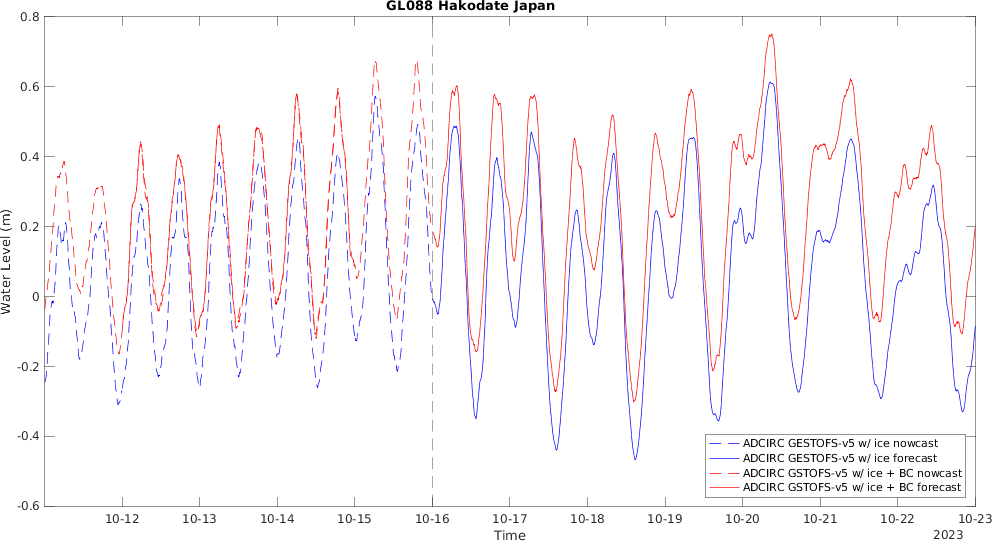 GL088 Hakodate Japan
0.8
0.6
0.4
0.2
0
-0.2
-0.4
-0.6
Water Level (m)
ADCIRC GESTOFS-v5 w/ ice nowcast
ADCIRC GESTOFS-v5 w/ ice forecast
ADCIRC GSTOFS-v5 w/ ice + BC nowcast
ADCIRC GSTOFS-v5 w/ ice + BC forecast
10-12 10-13 10-14 10-15 10-16 10-17 10-18 10-19 10-20 10-21 10-22 10-23
Time
2023